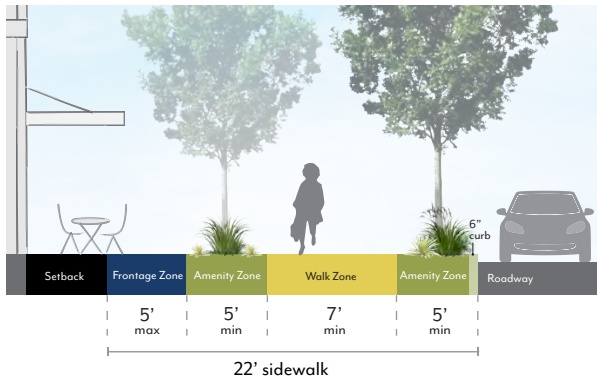 6"
curb
Setback
Frontage Zone
Amenity Zone
Walk Zone
Amenity Zone
Roadway
5'
max
5'
min
7'
min
5'
min
22' sidewalk